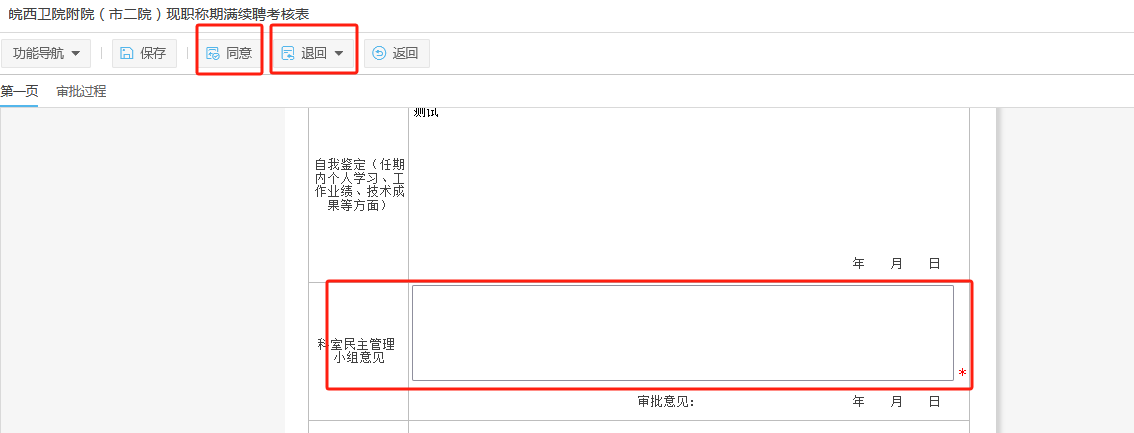 皖西卫院附院（市二院）现职称期满续聘考核表
功能导航 保存 同意 退回 返回
第一页 审批过程
测试
自我鉴定（任期
内个人学习、工
作业绩、技术成
果等方面）
年 月 日
科室民主管理
小组意见
*
审批意见： 年 月 日